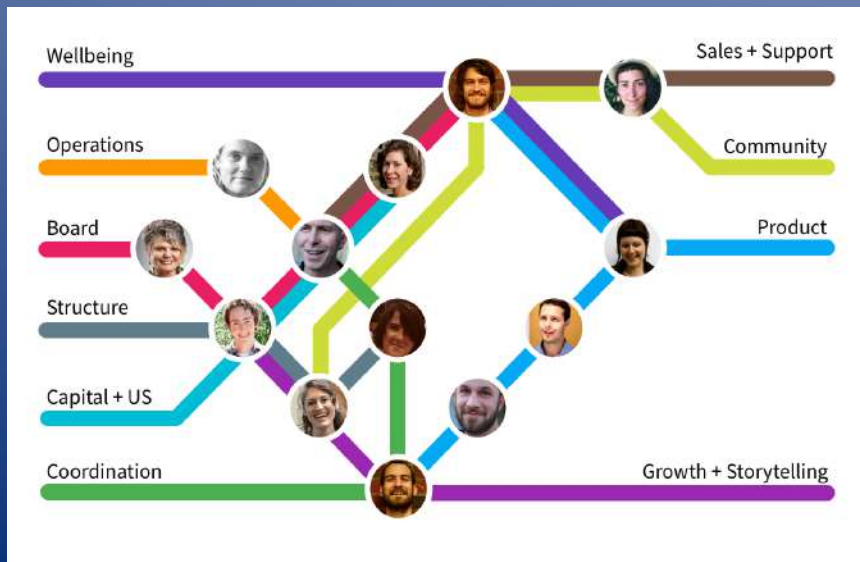 Wellbeing
Sales + Support
Operations
Community
Board
Product
Structure
Capital + US
Coordination
Growth + Storytelling